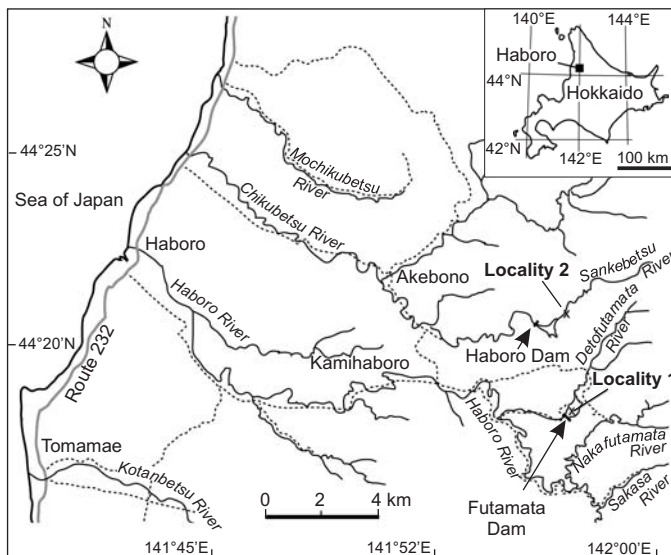 N
140°E
144°E
Haboro
44°N
Hokkaido
42°N
142°E
100 km
44°25'N
Sea of Japan
Mochikubetsu
River
Chikubetsu River
Haboro
Akebono
Locality 2
Sankebetsu
River
Haboro River
Detofutamata
River
44°20'N
Route 232
Kamihaboro
Haboro Dam
Locality 1
Haboro River
Nakafutamata
River
Tomamae
Kotanbetsu River
0 2 4 km
Futamata
Dam
Sakasa
River
141°45'E
141°52'E
142°00'E